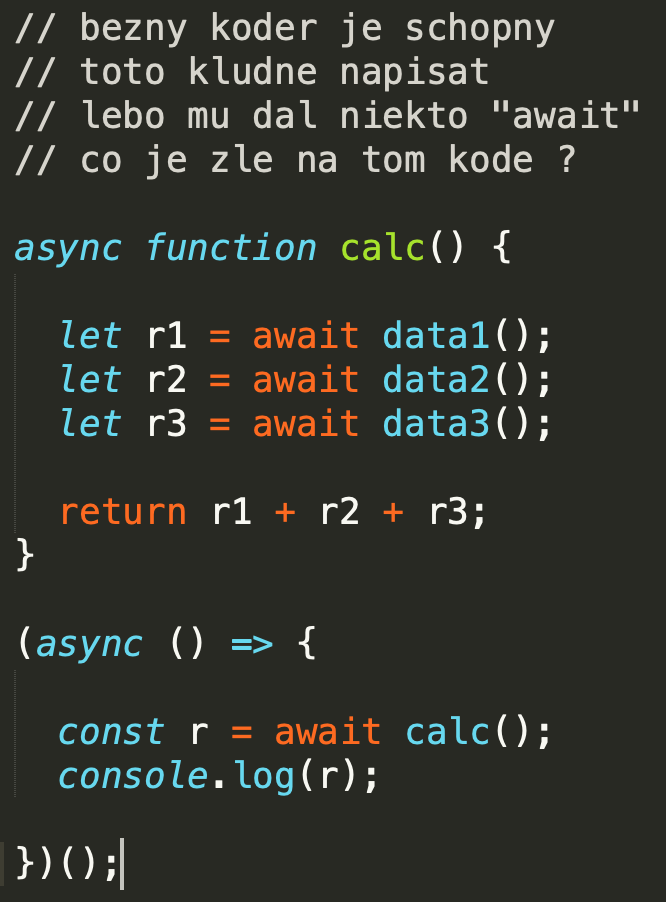 // bezny koder je schopny
// toto kludne napisat
// lebo mu dal niekto "await"
// co je zle na tom kode ?
async function calc() {
let r1 = await data1();
let r2 = await data2();
let r3 = await data3();
return r1 + r2 + r3;
}
(async () => {
const r = await calc();
console.log(r);
})();